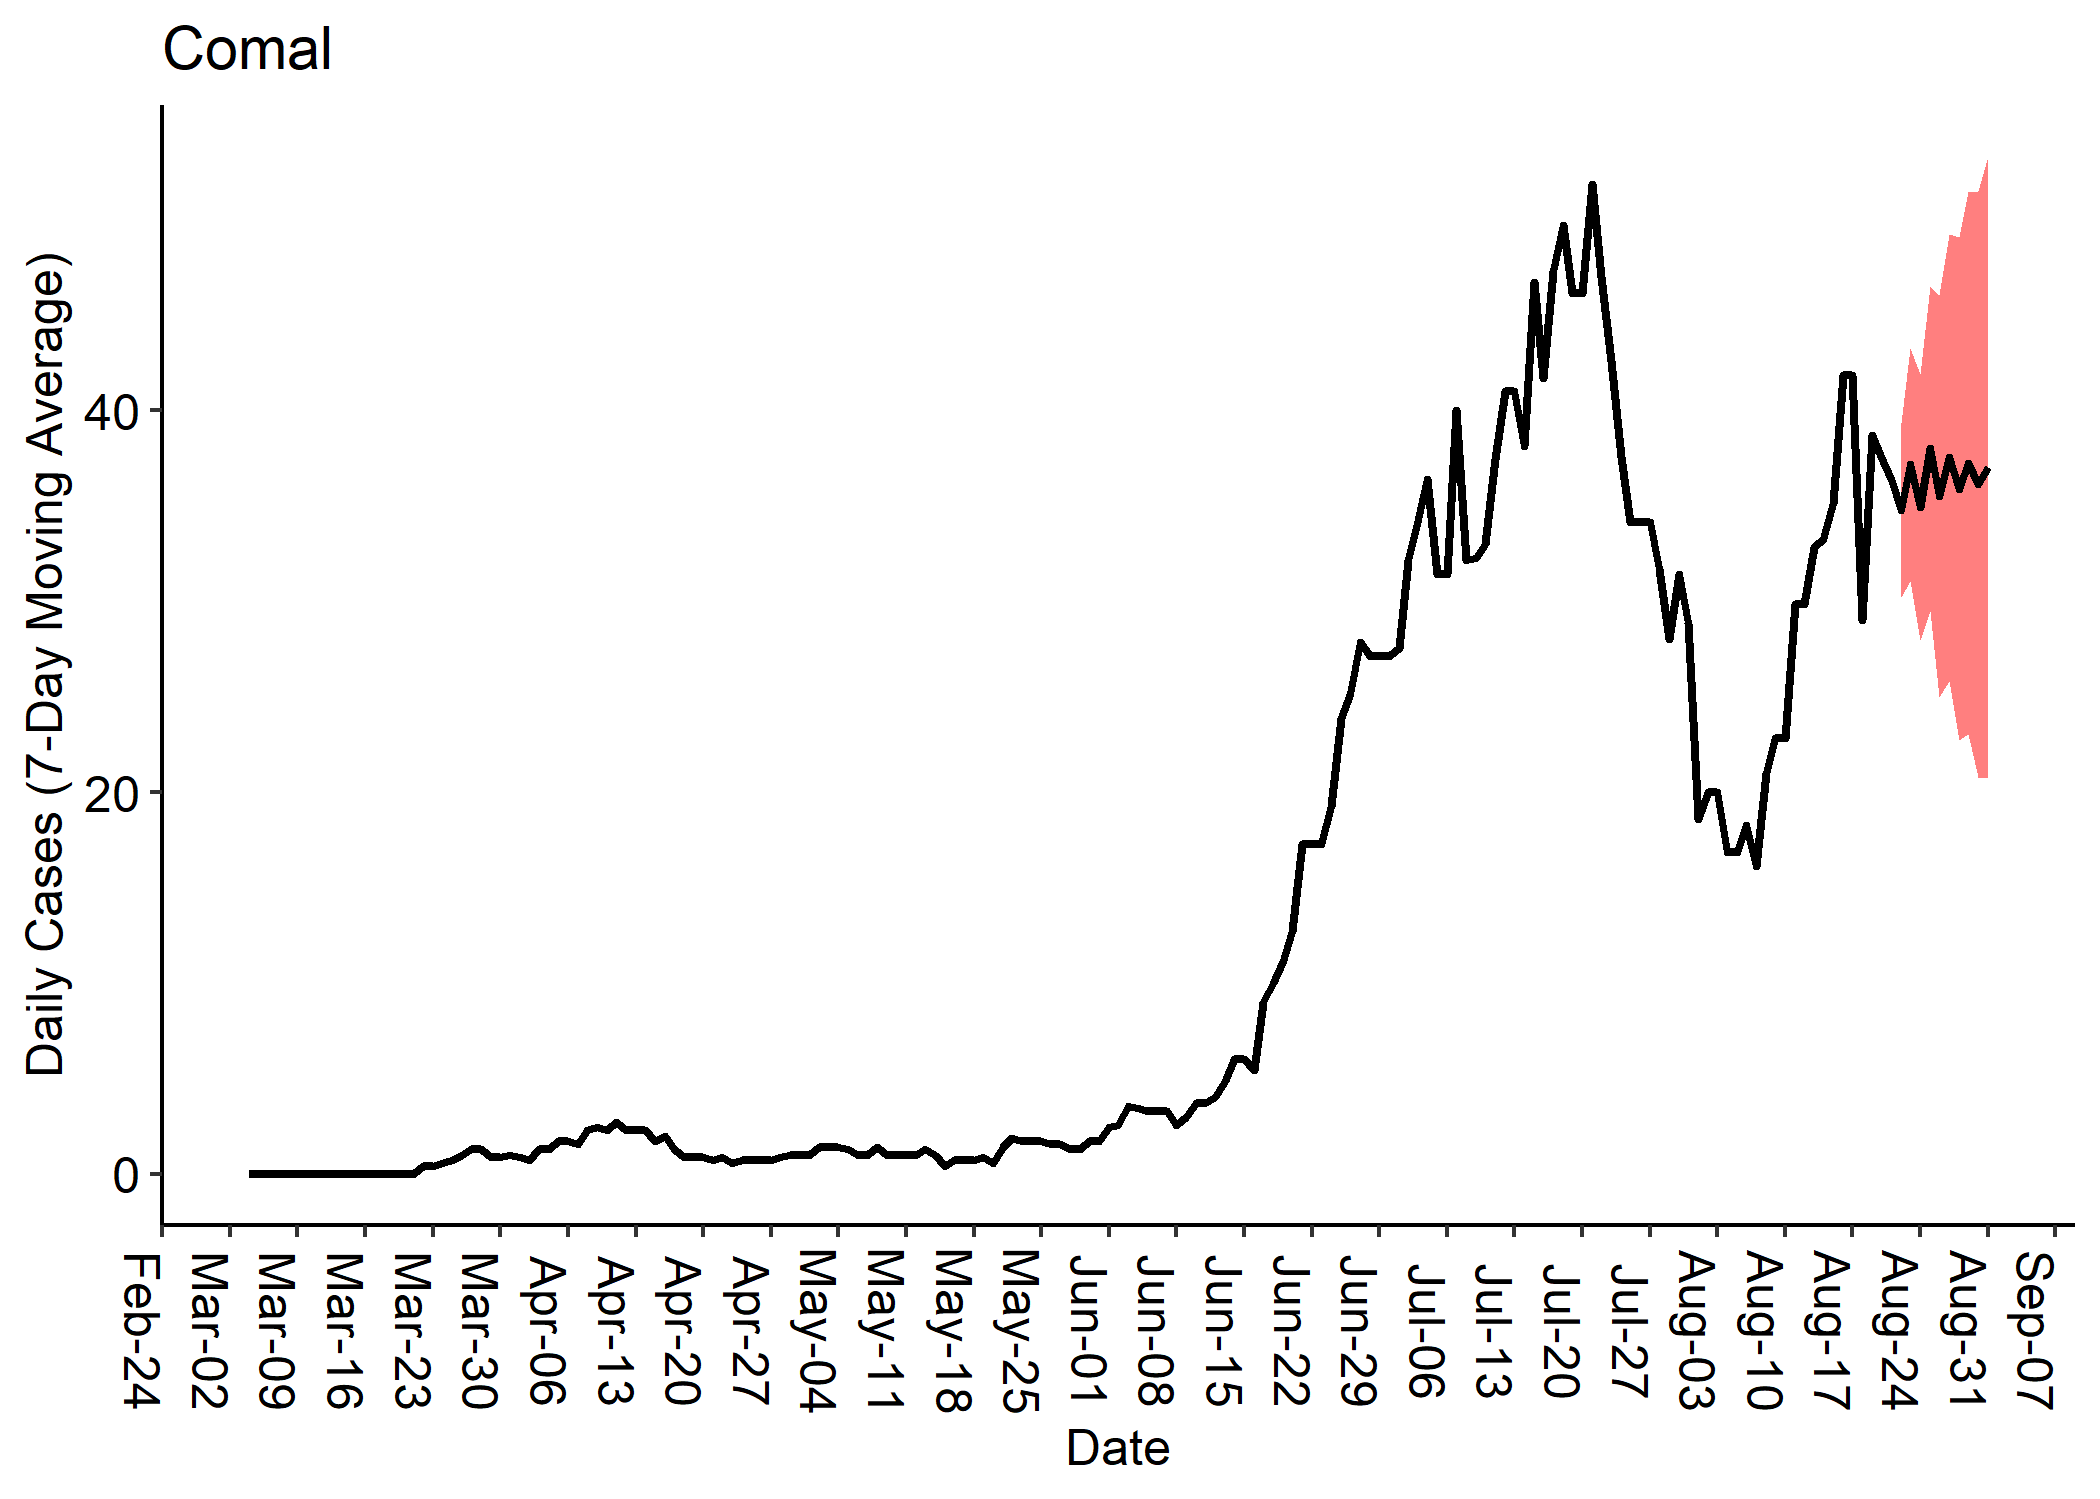 Comal
Daily Cases (7-Day Moving Average)
40
20
0
Feb-24
Mar-02
Mar-09
Mar-16
Mar-23
Mar-30
Apr-06
Apr-13
Apr-20
Apr-27
May-04
May-11
May-18
May-25
Jun-01
Jun-08
Jun-15
Jun-22
Jun-29
Jul-06
Jul-13
Jul-20
Jul-27
Aug-03
Aug-10
Aug-17
Aug-24
Aug-31
Sep-07
Date